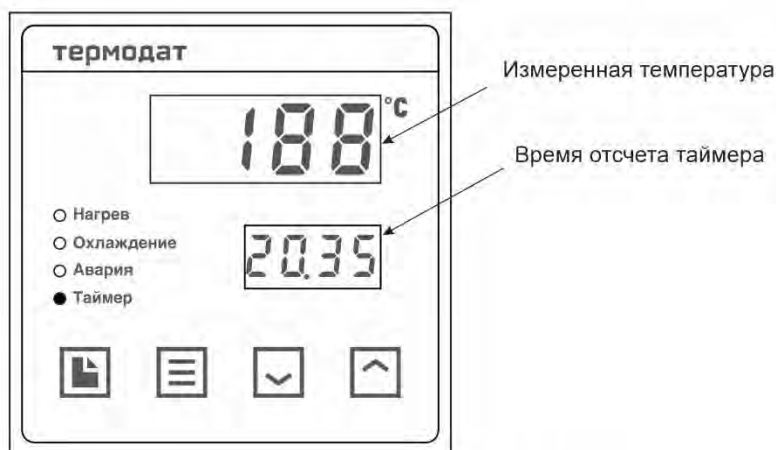 термодат
Измеренная температура
188 °C
Время отсчета таймера
20.35
Нагрев
Охлаждение
Авария
Таймер